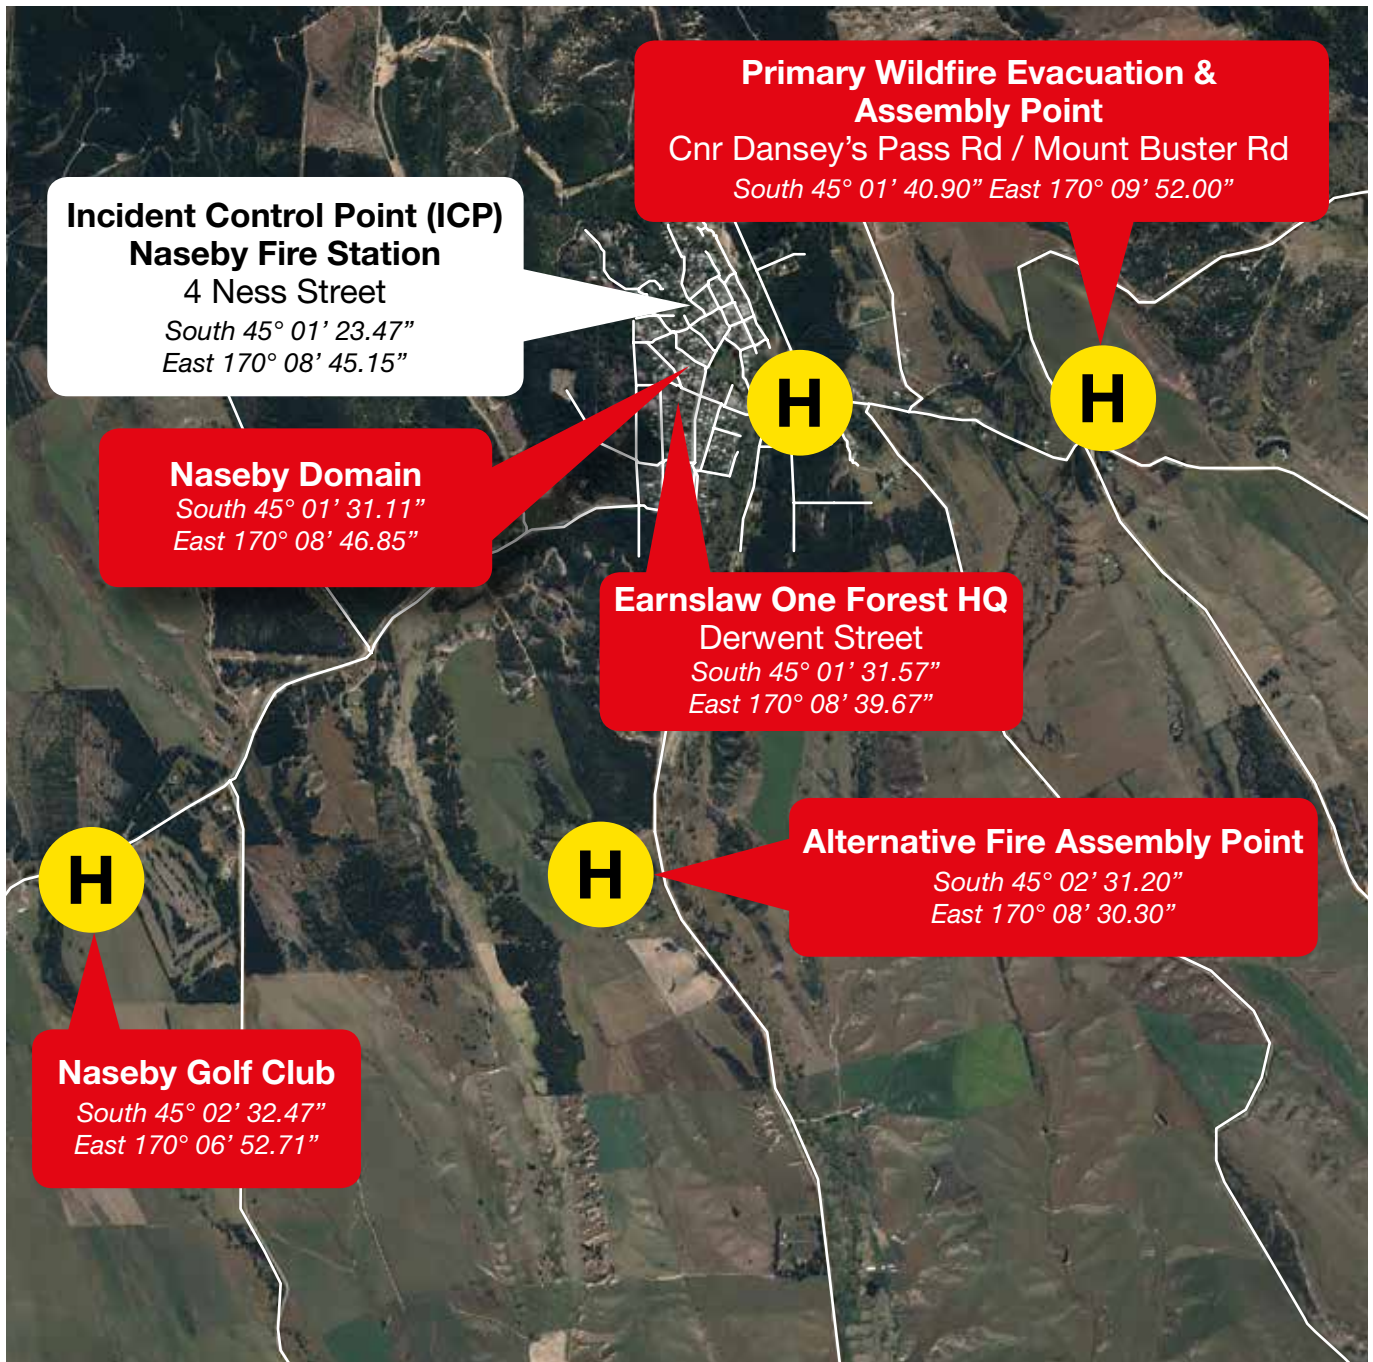 Primary Wildfire Evacuation &
Assembly Point
Cnr Dansey’s Pass Rd / Mount Buster Rd
South 45° 01’ 40.90” East 170° 09’ 52.00”
Incident Control Point (ICP)
Naseby Fire Station
4 Ness Street
South 45° 01’ 23.47”
East 170° 08’ 45.15”
H
H
Naseby Domain
South 45° 01’ 31.11”
East 170° 08’ 46.85”
Earnslaw One Forest HQ
Derwent Street
South 45° 01’ 31.57”
East 170° 08’ 39.67”
Alternative Fire Assembly Point
South 45° 02’ 31.20”
East 170° 08’ 30.30”
H
H
Naseby Golf Club
South 45° 02’ 32.47”
East 170° 06’ 52.71”